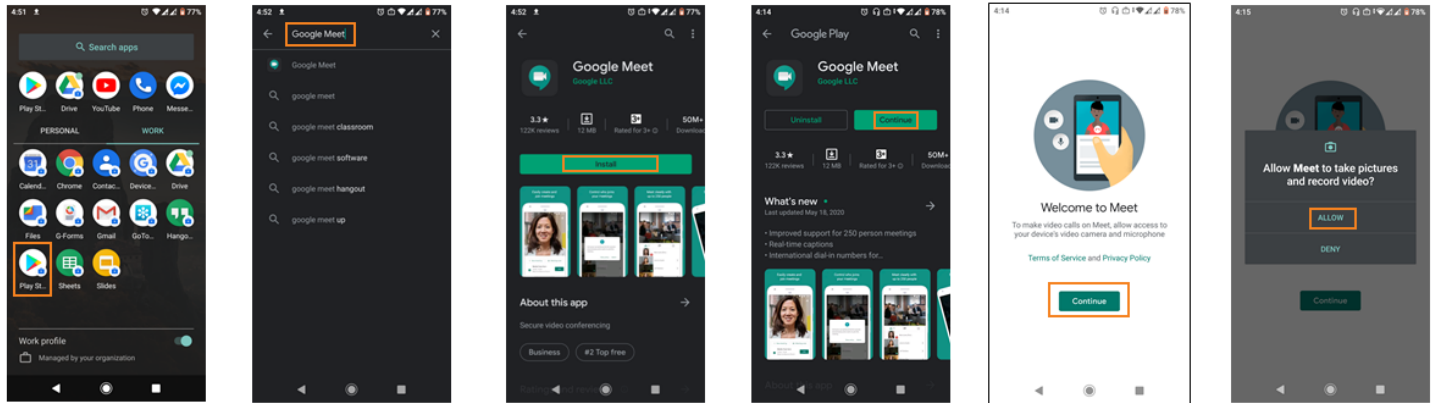 4:51
77%
Search apps
Play St...
Drive
YouTube
Phone
Messe...
PERSONAL
WORK
Calend...
Chrome
Contac...
Device...
Drive
Files
G-Forms
Gmail
GoTo...
Hango...
Play St...
Sheets
Slides
Work profile
Managed by your organization
4:52
77%
Google Meet
Google Meet
google meet
google meet classroom
google meet software
google meet hangout
google meet up
4:52
77%
Google Meet
Google LLC
3.3★
122K reviews
12 MB
3+
Rated for 3+
50M+
Download
Install
About this app
Secure video conferencing
Business
#2 Top free
4:14
78%
Google Play
Google Meet
Google LLC
Uninstall
Continue
3.3★
122K reviews
12 MB
3+
Rated for 3+
50M+
Download
What's new
Last updated May 18, 2020
• Improved support for 250 person meetings
• Real-time captions
• International dial-in numbers for...
About this app
4:14
78%
Welcome to Meet
To make video calls on Meet, allow access to
your device's video camera and microphone
Terms of Service and Privacy Policy
Continue
4:15
78%
Allow Meet to take pictures
and record video?
ALLOW
DENY
Continue